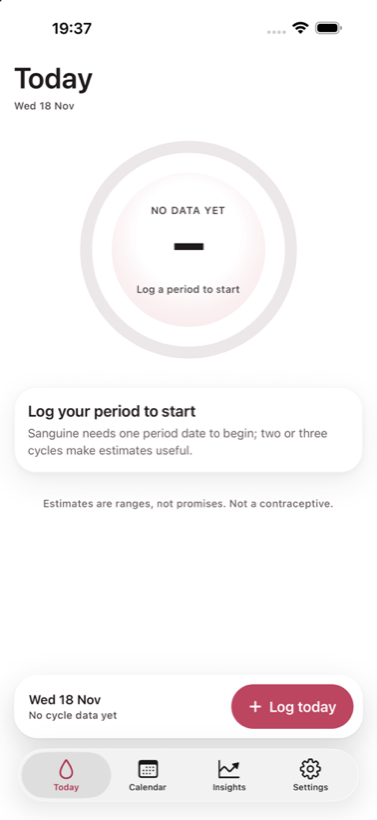 19:37
Today
Wed 18 Nov
NO DATA YET
–
Log a period to start
Log your period to start
Sanguine needs one period date to begin; two or three
cycles make estimates useful.
Estimates are ranges, not promises. Not a contraceptive.
Wed 18 Nov
No cycle data yet
+ Log today
Today
Calendar
Insights
Settings